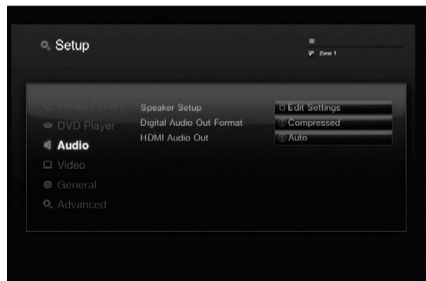 Setup
Zone 1
Library
DVD Player
Audio
Video
General
Advanced
Speaker Setup
Edit Settings
Digital Audio Out Format
Compressed
HDMI Audio Out
Auto